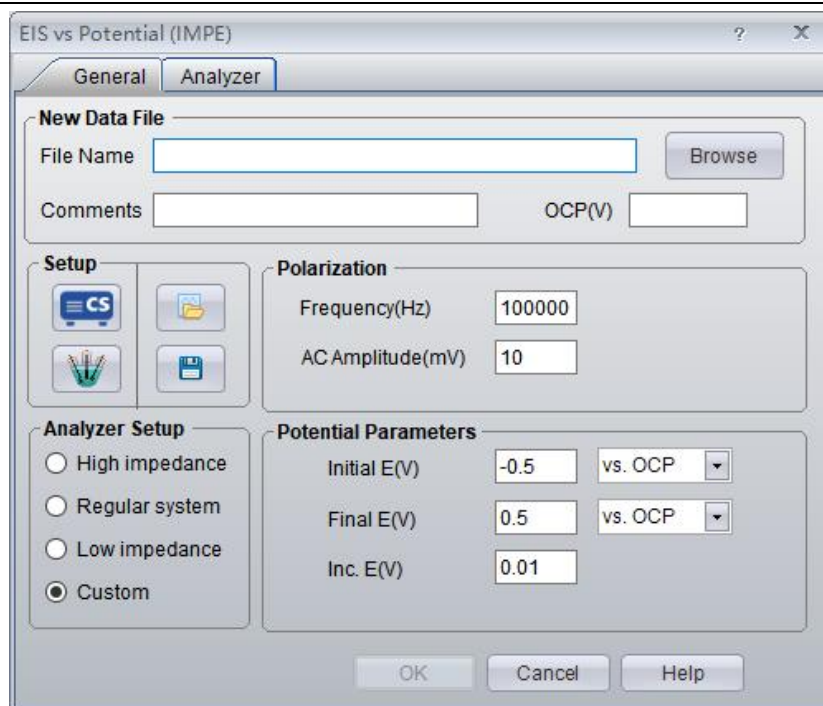 EIS vs Potential (IMPE) ? X
General Analyzer
New Data File
File Name Browse
Comments OCP(V)
Setup
CS
Polarization
Frequency(Hz) 100000
AC Amplitude(mV) 10
Analyzer Setup
High impedance
Regular system
Low impedance
Custom
Potential Parameters
Initial E(V) -0.5 vs. OCP
Final E(V) 0.5 vs. OCP
Inc. E(V) 0.01
OK Cancel Help